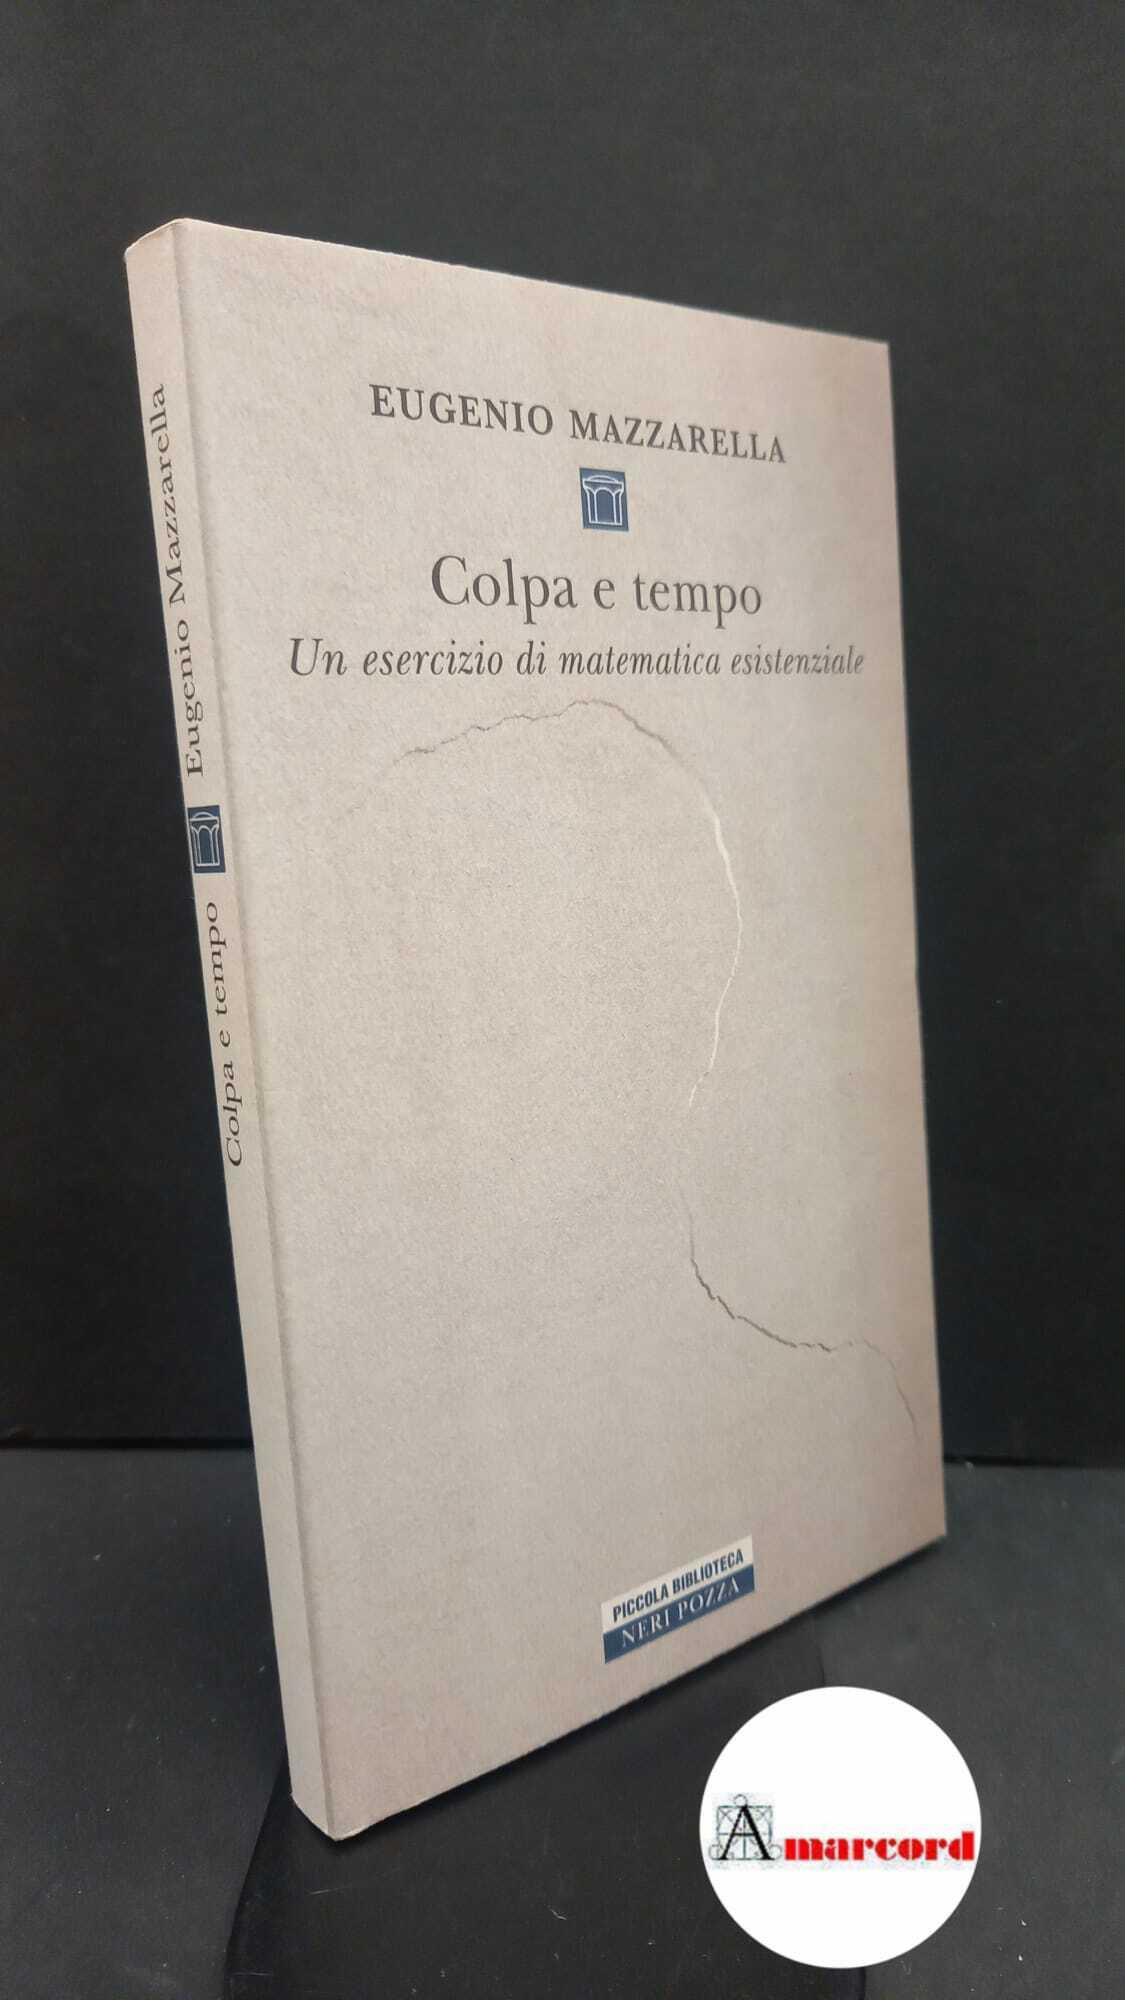 EUGENIO MAZZARELLA
Colpa e tempo
Un esercizio di matematica esistenziale
PICCOLA BIBLIOTECA
NERI POZZA
Colpa e tempo Eugenio Mazzarella
Amarcord